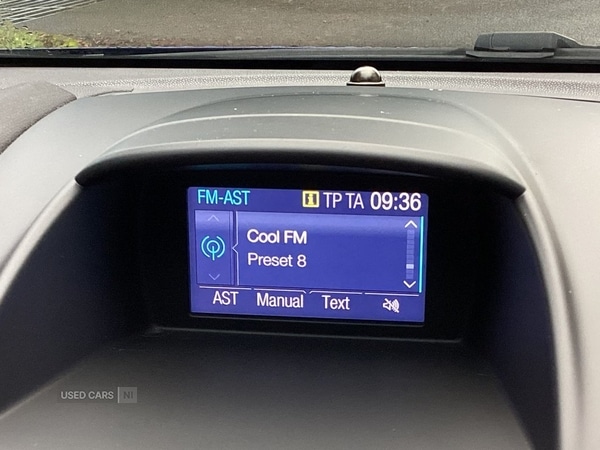 FM-AST i TP TA 09:36
Cool FM
Preset 8
AST Manual Text
USED CARS NI